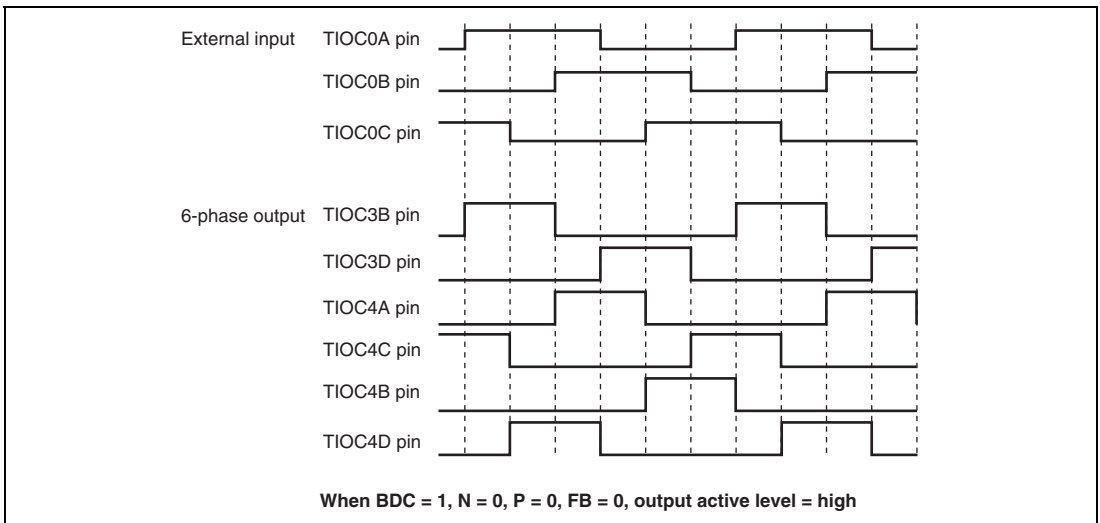 External input TIOC0A pin
TIOC0B pin
TIOC0C pin
6-phase output TIOC3B pin
TIOC3D pin
TIOC4A pin
TIOC4C pin
TIOC4B pin
TIOC4D pin
When BDC = 1, N = 0, P = 0, FB = 0, output active level = high